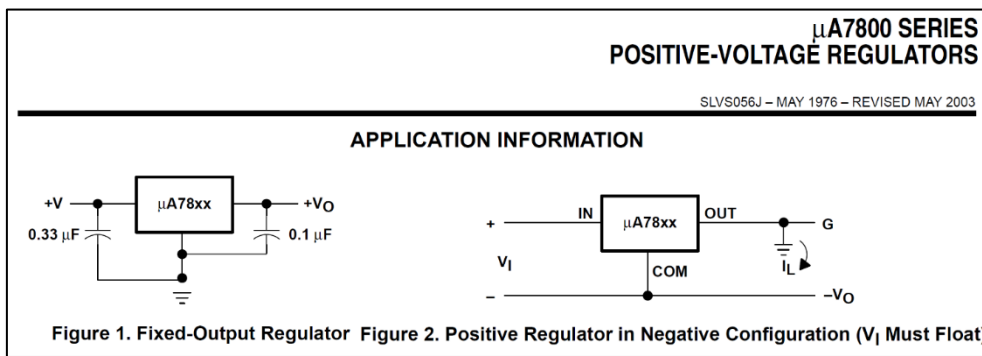 µA7800 SERIES
POSITIVE-VOLTAGE REGULATORS
SLVS056J – MAY 1976 – REVISED MAY 2003
APPLICATION INFORMATION
+V
µA78xx
+VO
0.33 µF
0.1 µF
Figure 1. Fixed-Output Regulator
+
IN
µA78xx
OUT
G
VI
COM
IL
–
–VO
Figure 2. Positive Regulator in Negative Configuration (VI Must Float)